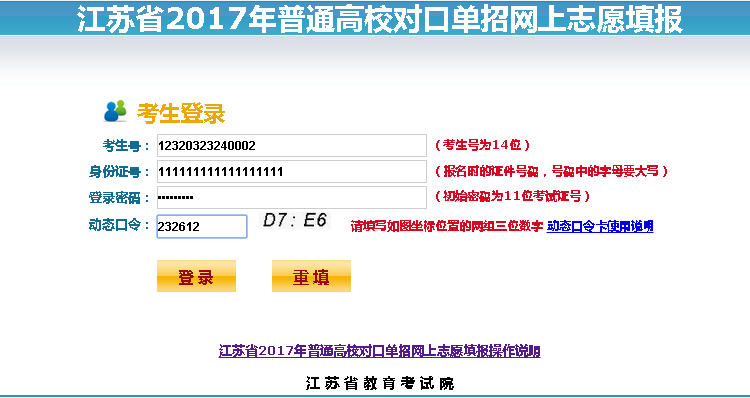 江苏省2017年普通高校对口单招网上志愿填报
考生登录
考生号： 12320323240002 （考生号为14位）
身份证号： 111111111111111111 （报名时的证件号码，号码中的字母要大写）
登录密码： ••••••••• （初始密码为11位考试证号）
动态口令： 232612 D7: E6 请填写如图坐标位置的两组三位数字 动态口令卡使用说明
登录 重填
江苏省2017年普通高校对口单招网上志愿填报操作说明
江苏省教育考试院